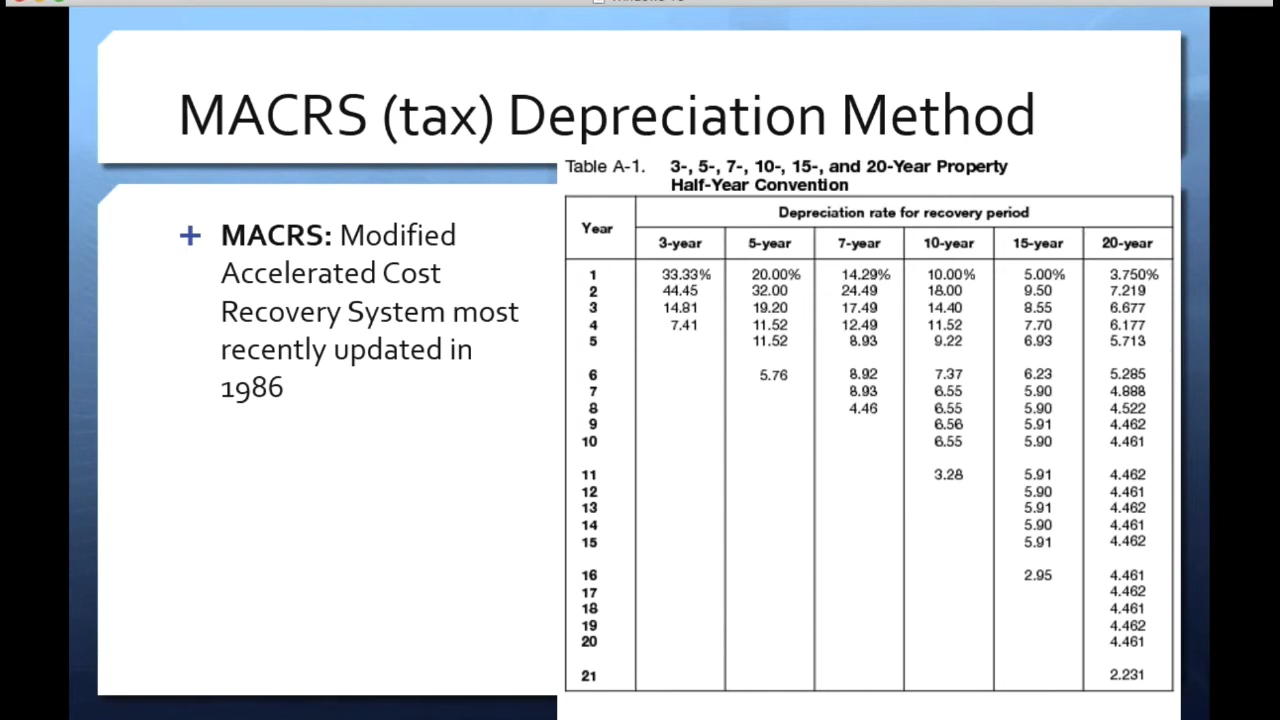 MACRS (tax) Depreciation Method
MACRS: Modified
Accelerated Cost
Recovery System most
recently updated in
1986
Table A-1. 3-, 5-, 7-, 10-, 15-, and 20-Year Property
Half-Year Convention
Year
Depreciation rate for recovery period
3-year 5-year 7-year 10-year 15-year 20-year
1 33.33% 20.00% 14.29% 10.00% 5.00% 3.750%
2 44.45 32.00 24.49 18.00 9.50 7.219
3 14.81 19.20 17.49 14.40 8.55 6.677
4 7.41 11.52 12.49 11.52 7.70 6.177
5 11.52 8.93 9.22 6.93 5.713
6 5.76 8.92 7.37 6.23 5.285
7 8.93 6.55 5.90 4.888
8 4.46 6.55 5.90 4.522
9 6.56 5.91 4.462
10 6.55 5.90 4.461
11 3.28 5.91 4.462
12 5.90 4.461
13 5.91 4.462
14 5.90 4.461
15 5.91 4.462
16 2.95 4.461
17 4.462
18 4.461
19 4.462
20 4.461
21 2.231